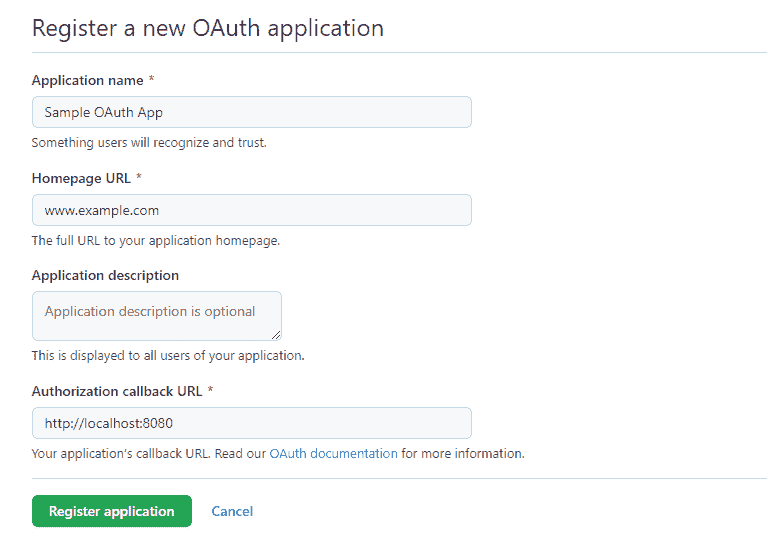 Register a new OAuth application
Application name *
Sample OAuth App
Something users will recognize and trust.
Homepage URL *
www.example.com
The full URL to your application homepage.
Application description
Application description is optional
This is displayed to all users of your application.
Authorization callback URL *
http://localhost:8080
Your application's callback URL. Read our OAuth documentation for more information.
Register application Cancel